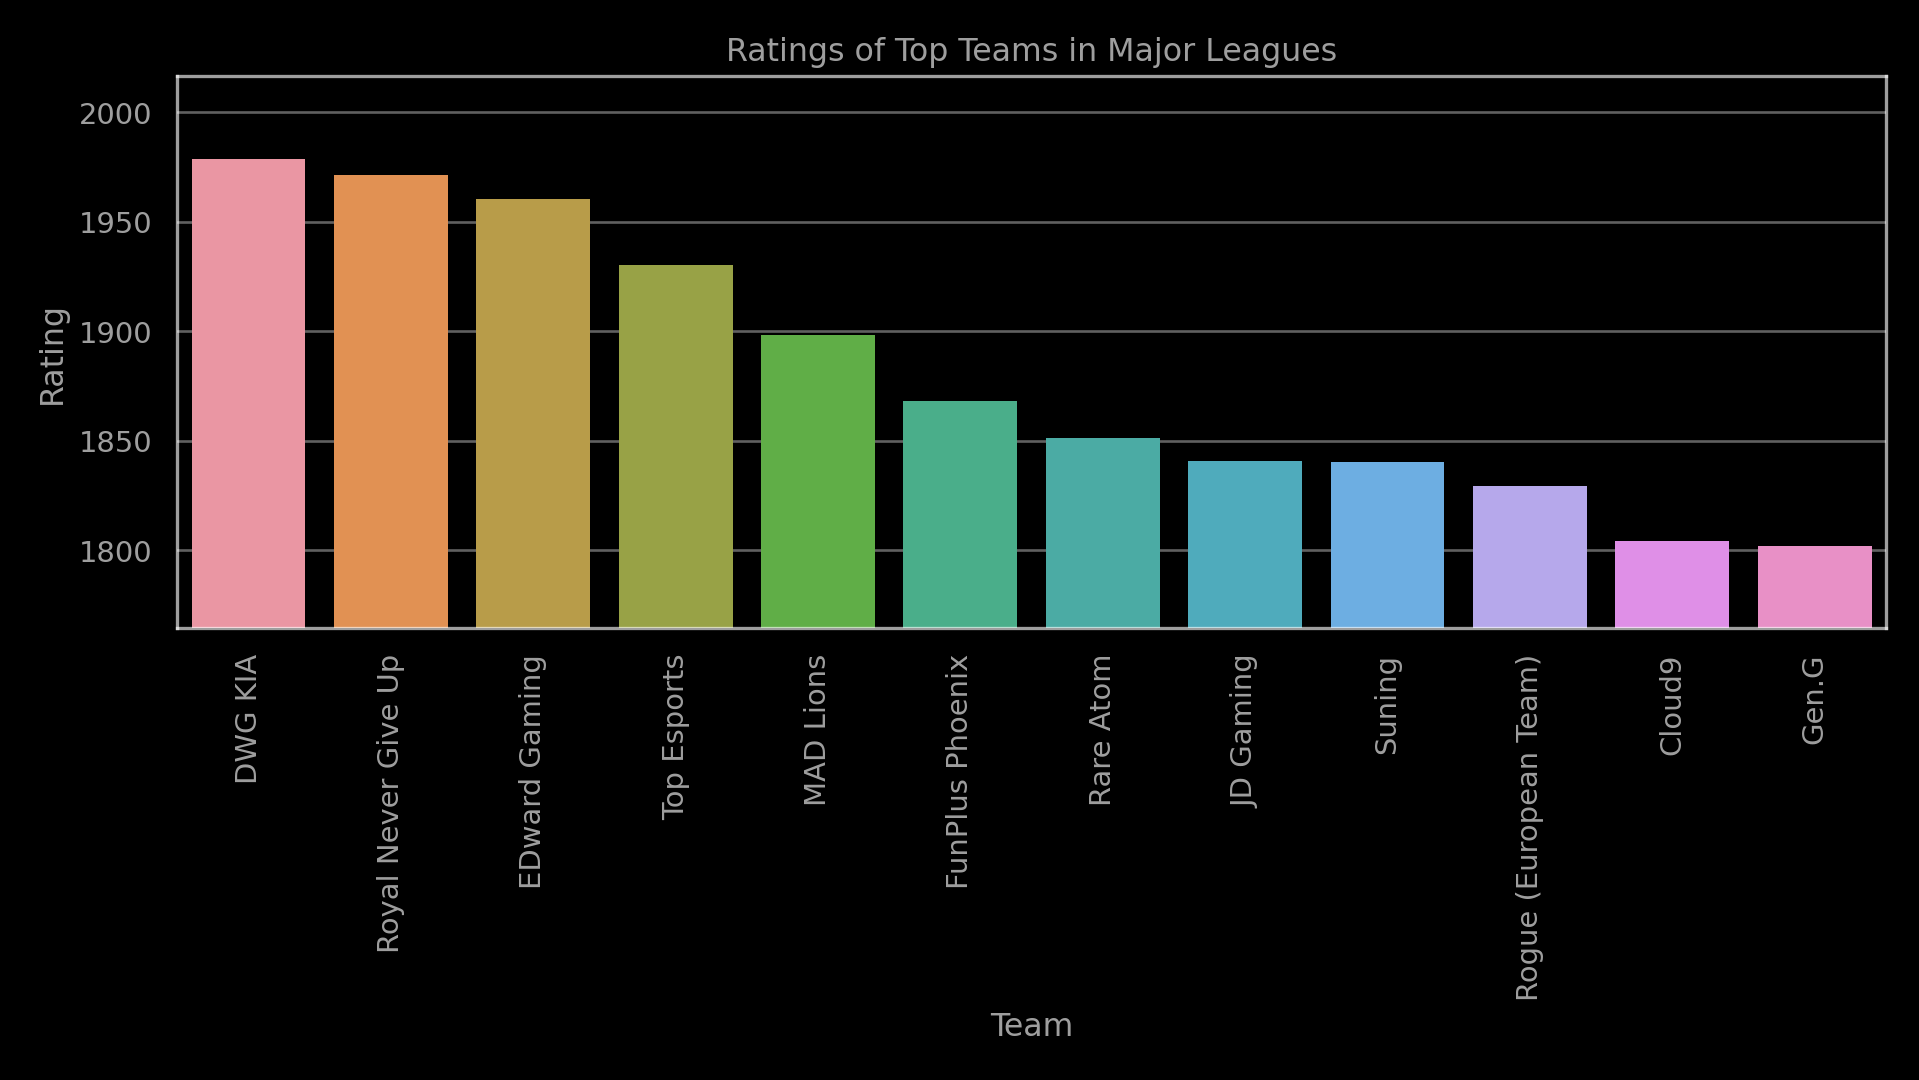 Ratings of Top Teams in Major Leagues
2000
1950
1900
1850
1800
Rating
DWG KIA
Royal Never Give Up
EDward Gaming
Top Esports
MAD Lions
FunPlus Phoenix
Rare Atom
JD Gaming
Suning
Rogue (European Team)
Cloud9
Gen.G
Team